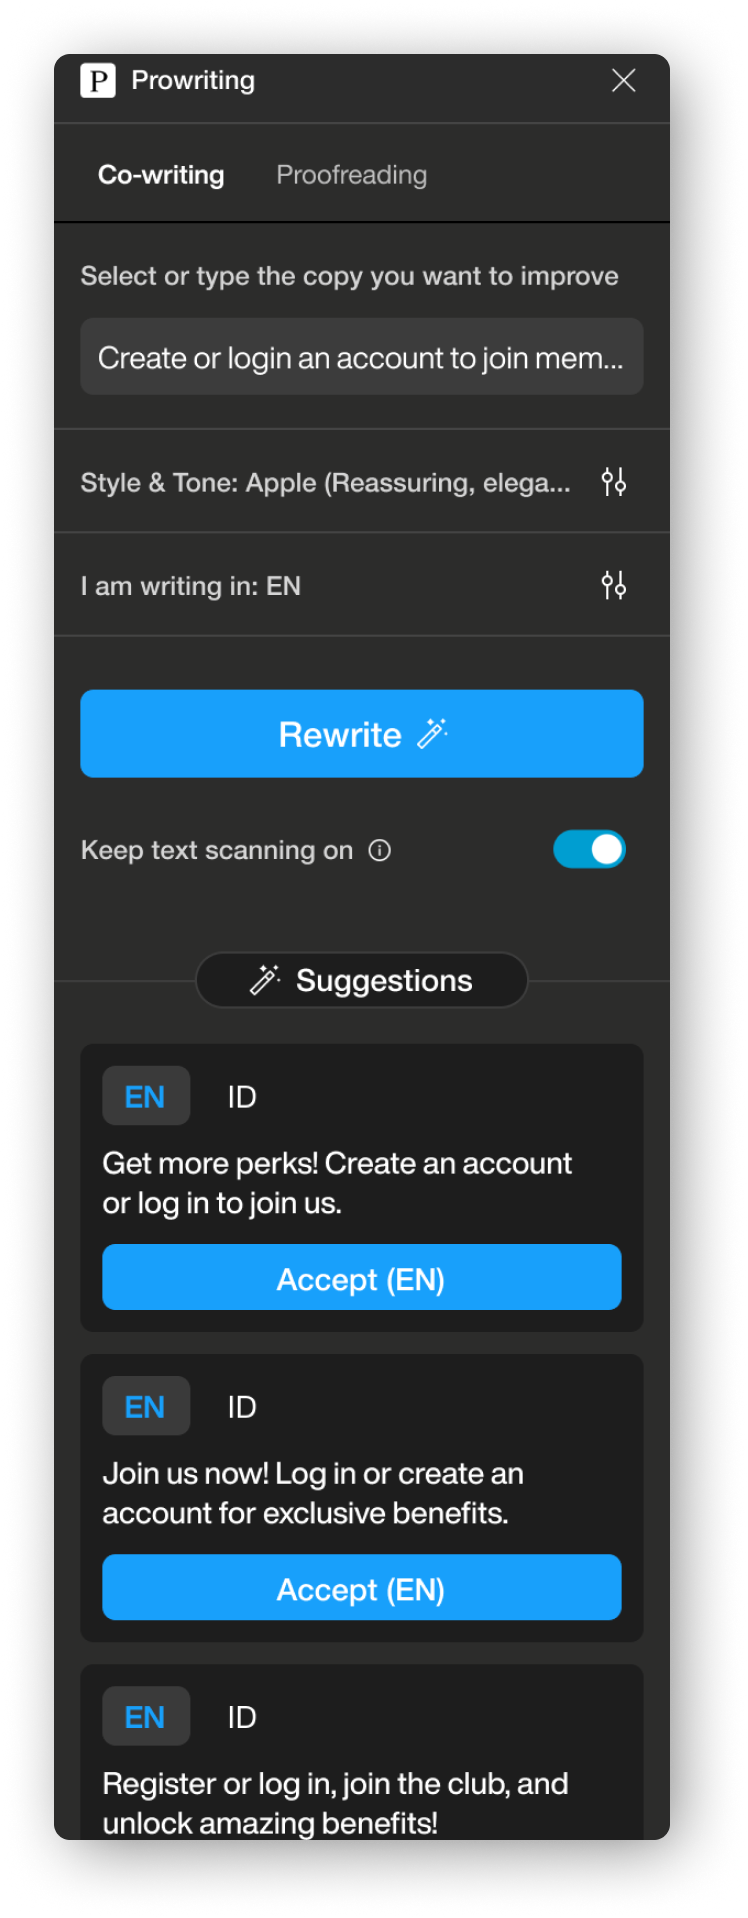 P Prowriting
Co-writing Proofreading
Select or type the copy you want to improve
Create or login an account to join mem...
Style & Tone: Apple (Reassuring, elega...
I am writing in: EN
Rewrite
Keep text scanning on
Suggestions
EN ID
Get more perks! Create an account
or log in to join us.
Accept (EN)
EN ID
Join us now! Log in or create an
account for exclusive benefits.
Accept (EN)
EN ID
Register or log in, join the club, and
unlock amazing benefits!